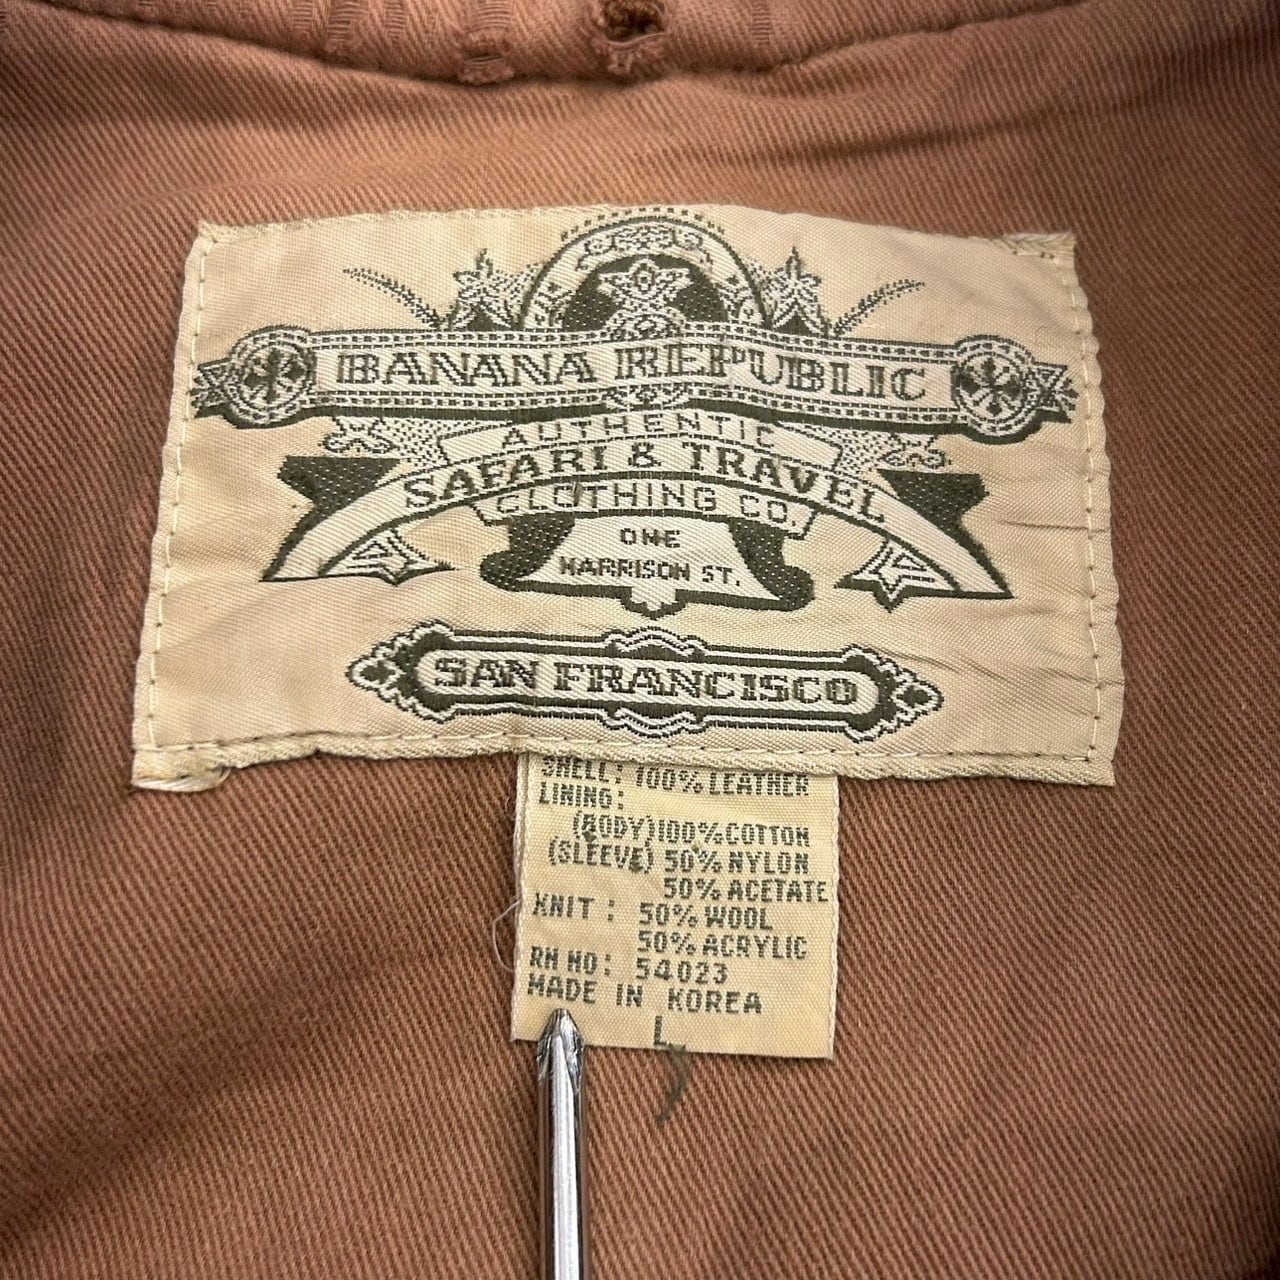 BANANA REPUBLIC
AUTHENTIC
SAFARI & TRAVEL
CLOTHING CO.
ONE
HARRISON ST.
SAN FRANCISCO
SHELL: 100% LEATHER
LINING:
(BODY) 100% COTTON
(SLEEVE) 50% NYLON
50% ACETATE
KNIT: 50% WOOL
50% ACRYLIC
RN NO: 54023
MADE IN KOREA
L